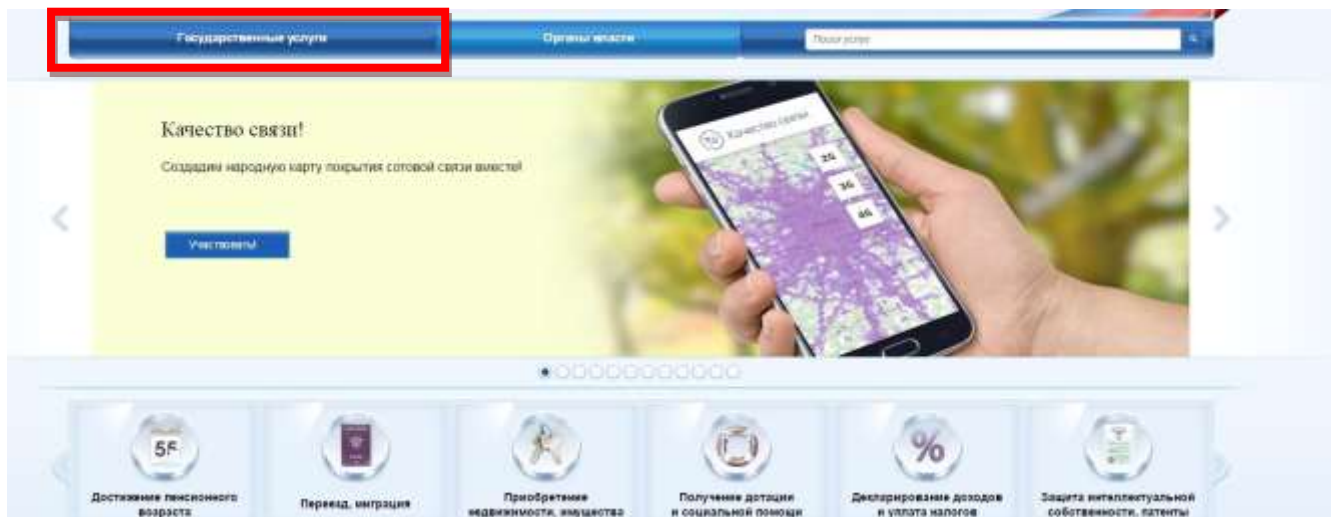 Государственные услуги
Органы власти
Поиск услуг
Качество связи!
Создадим народную карту покрытия сотовой связи вместе!
Участвовать!
Качество связи
2G
3G
4G
55
%
Достижение пенсионного
возраста
Переезд, миграция
Приобретение
недвижимости, имущества
Получение дотации
и социальной помощи
Декларирование доходов
и уплата налогов
Защита интеллектуальной
собственности, патенты